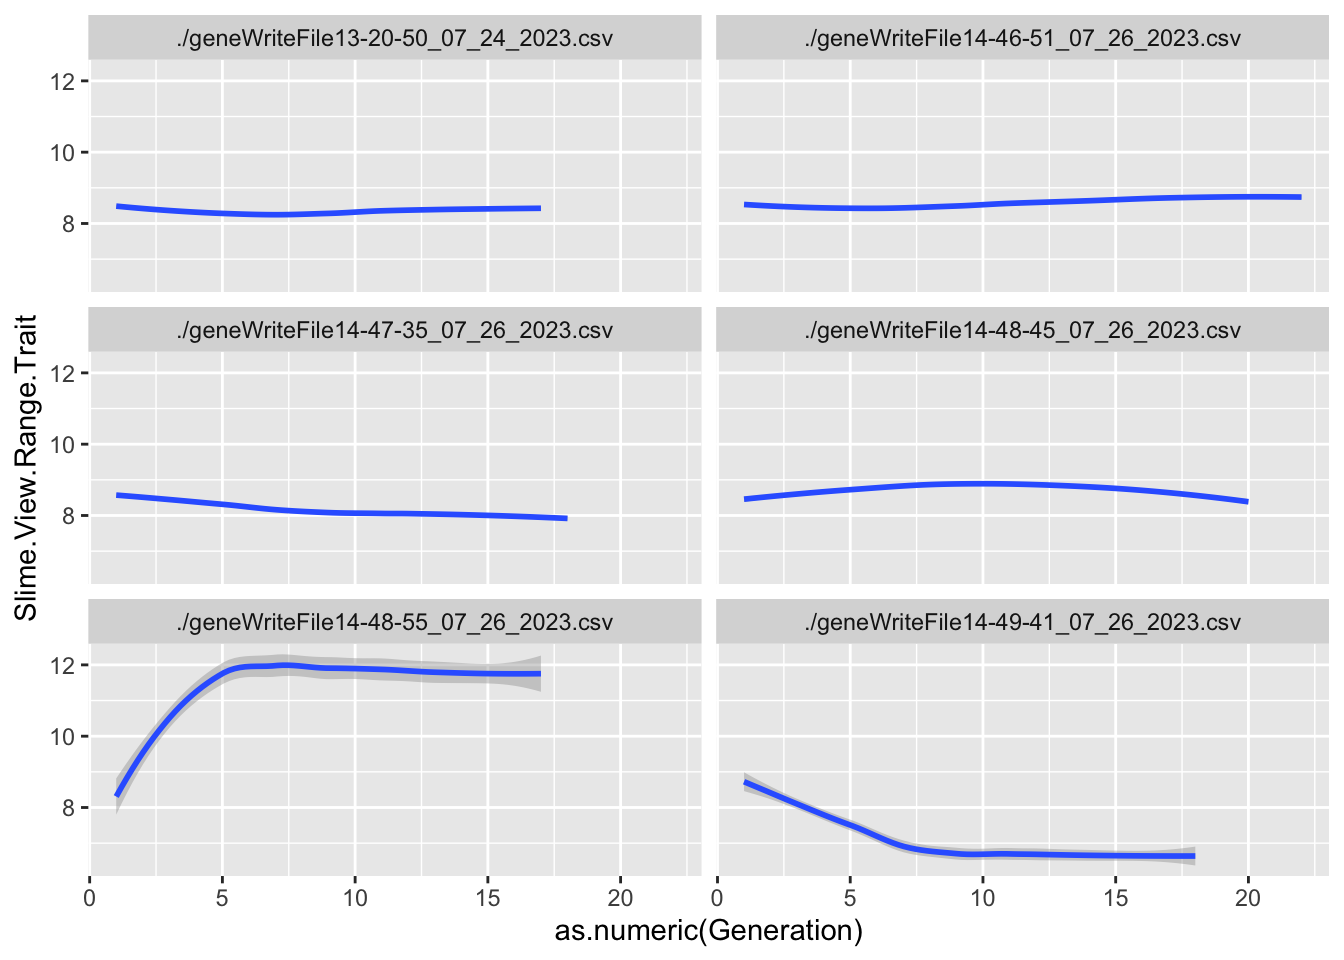 ./geneWriteFile13-20-50_07_24_2023.csv
./geneWriteFile14-46-51_07_26_2023.csv
12
10
8
./geneWriteFile14-47-35_07_26_2023.csv
./geneWriteFile14-48-45_07_26_2023.csv
12
10
8
Slime.View.Range.Trait
./geneWriteFile14-48-55_07_26_2023.csv
./geneWriteFile14-49-41_07_26_2023.csv
12
10
8
0 5 10 15 20
0 5 10 15 20
as.numeric(Generation)